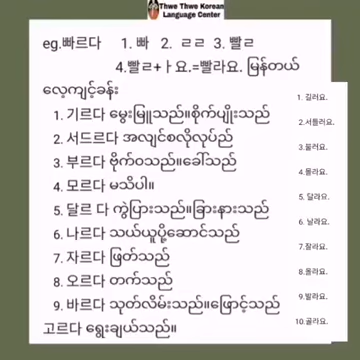 Thwe Thwe Korean
Language Center
eg.빠르다 1. 빠 2. ㄹㄹ 3. 빨ㄹ
4.빨ㄹ+ㅏ요.=빨라요. မြန်တယ်
လေ့ကျင့်ခန်း
1. 기르다 မွေးမြူသည်။စိုက်ပျိုးသည်
2. 서드르다 အလျင်စလိုလုပ်ည်
3. 부르다 ဗိုက်ဝသည်။ခေါ်သည်
4. 모르다 မသိပါ။
5. 달르 다 ကွဲပြားသည်။ခြားနားသည်
6. 나르다 သယ်ယူပို့ဆောင်သည်
7. 자르다 ဖြတ်သည်
8. 오르다 တက်သည်
9. 바르다 သုတ်လိမ်းသည်။ဖြောင့်သည်
고르다 ရွေးချယ်သည်။
1. 길러요.
2.서들러요.
3.불러요.
4.몰라요.
5. 달라요.
6. 날라요.
7.잘라요.
8.올라요.
9.발라요.
10.골라요.